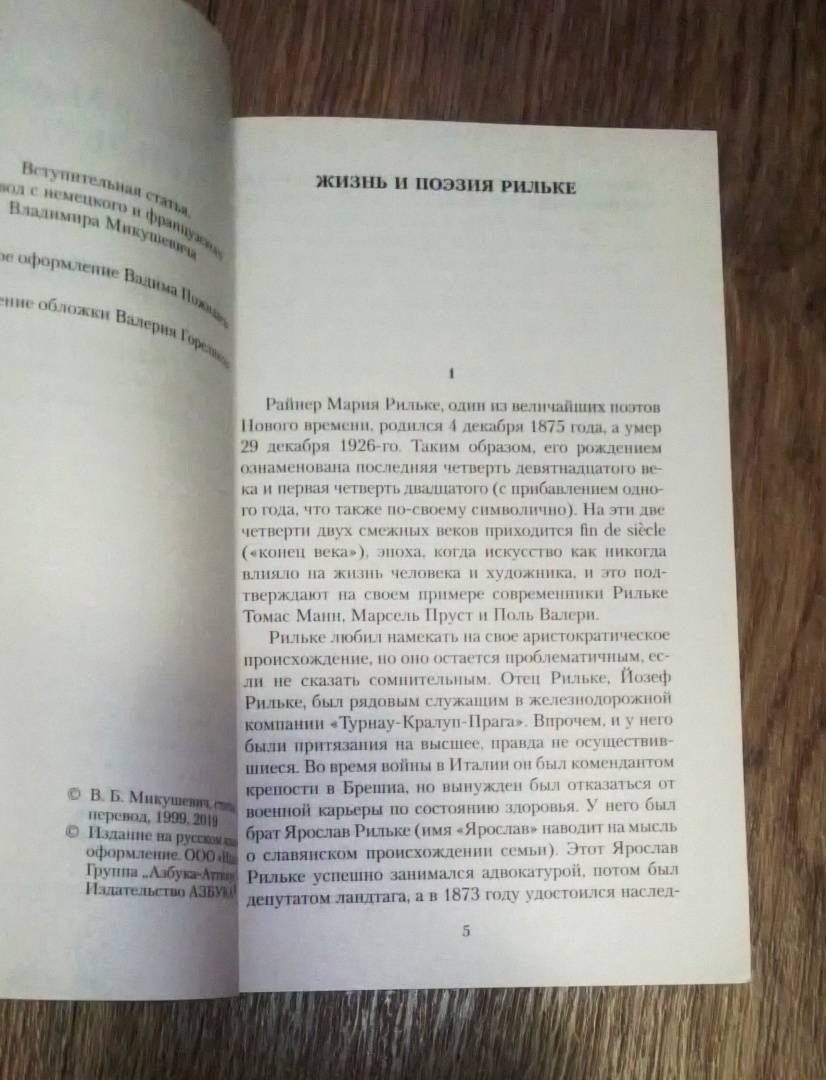 Вступительная статья,
с немецкого и французского
Владимира Микушевича
оформление Вадима Пожидаева
обложки Валерия Гореликова
© В. Б. Микушевич, статья,
перевод, 1999, 2019
© Издание на русском
оформление. ООО
Группа „Азбука-Аттикус“
Издательство АЗБУКА
ЖИЗНЬ И ПОЭЗИЯ РИЛЬКЕ
1
Райнер Мария Рильке, один из величайших поэтов
Нового времени, родился 4 декабря 1875 года, а умер
29 декабря 1926-го. Таким образом, его рождением
ознаменована последняя четверть девятнадцатого ве-
ка и первая четверть двадцатого (с прибавлением одно-
го года, что также по-своему символично). На эти две
четверти двух смежных веков приходится fin de siècle
(«конец века»), эпоха, когда искусство как никогда
влияло на жизнь человека и художника, и это под-
тверждают на своем примере современники Рильке
Томас Манн, Марсель Пруст и Поль Валери.
Рильке любил намекать на свое аристократическое
происхождение, но оно остается проблематичным, ес-
ли не сказать сомнительным. Отец Рильке, Йозеф
Рильке, был рядовым служащим в железнодорожной
компании «Турнау-Кралуп-Прага». Впрочем, и у него
были притязания на высшее, правда не осуществив-
шиеся. Во время войны в Италии он был комендантом
крепости в Брешиа, но вынужден был отказаться от
военной карьеры по состоянию здоровья. У него был
брат Ярослав Рильке (имя «Ярослав» наводит на мысль
о славянском происхождении семьи). Этот Ярослав
Рильке успешно занимался адвокатурой, потом был
депутатом ландтага, а в 1873 году удостоился наслед-
5